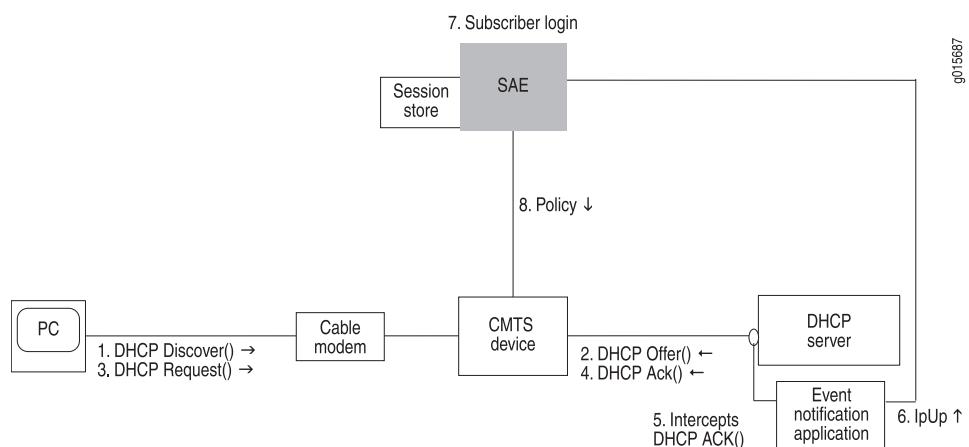 7. Subscriber login
g015687
Session
store
SAE
8. Policy ↓
PC
Cable
modem
CMTS
device
DHCP
server
1. DHCP Discover() →
3. DHCP Request() →
2. DHCP Offer() ←
4. DHCP Ack() ←
5. Intercepts
DHCP ACK()
Event
notification
application
6. IpUp ↑